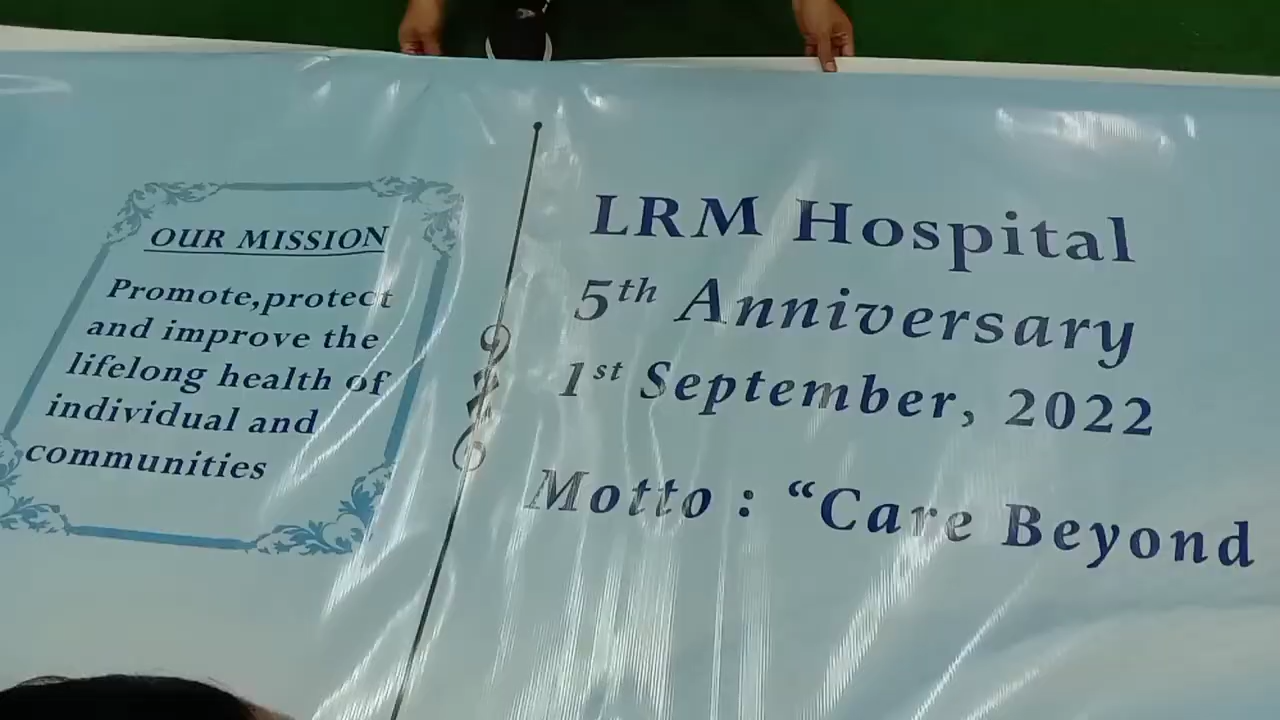 OUR MISSION
Promote,protect
and improve the
lifelong health of
individual and
communities
LRM Hospital
5th Anniversary
1st September, 2022
Motto : “Care Beyond